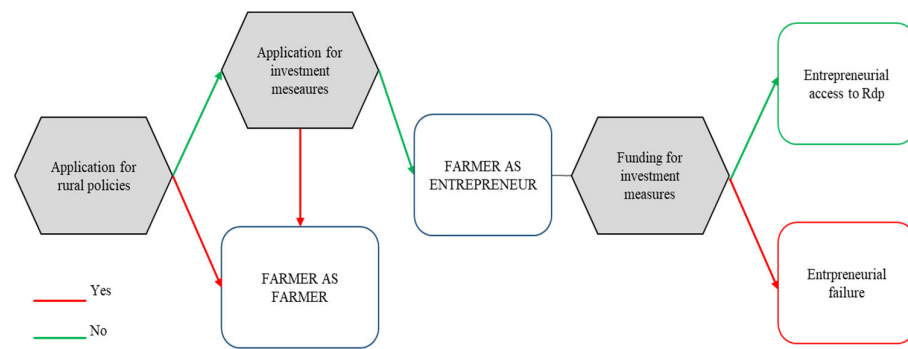 Application for
rural policies
Application for
investment
meseaures
FARMER AS
FARMER
FARMER AS
ENTREPRENEUR
Funding for
investment
measures
Entrepreneurial
access to Rdp
Entrpreneurial
failure
Yes
No